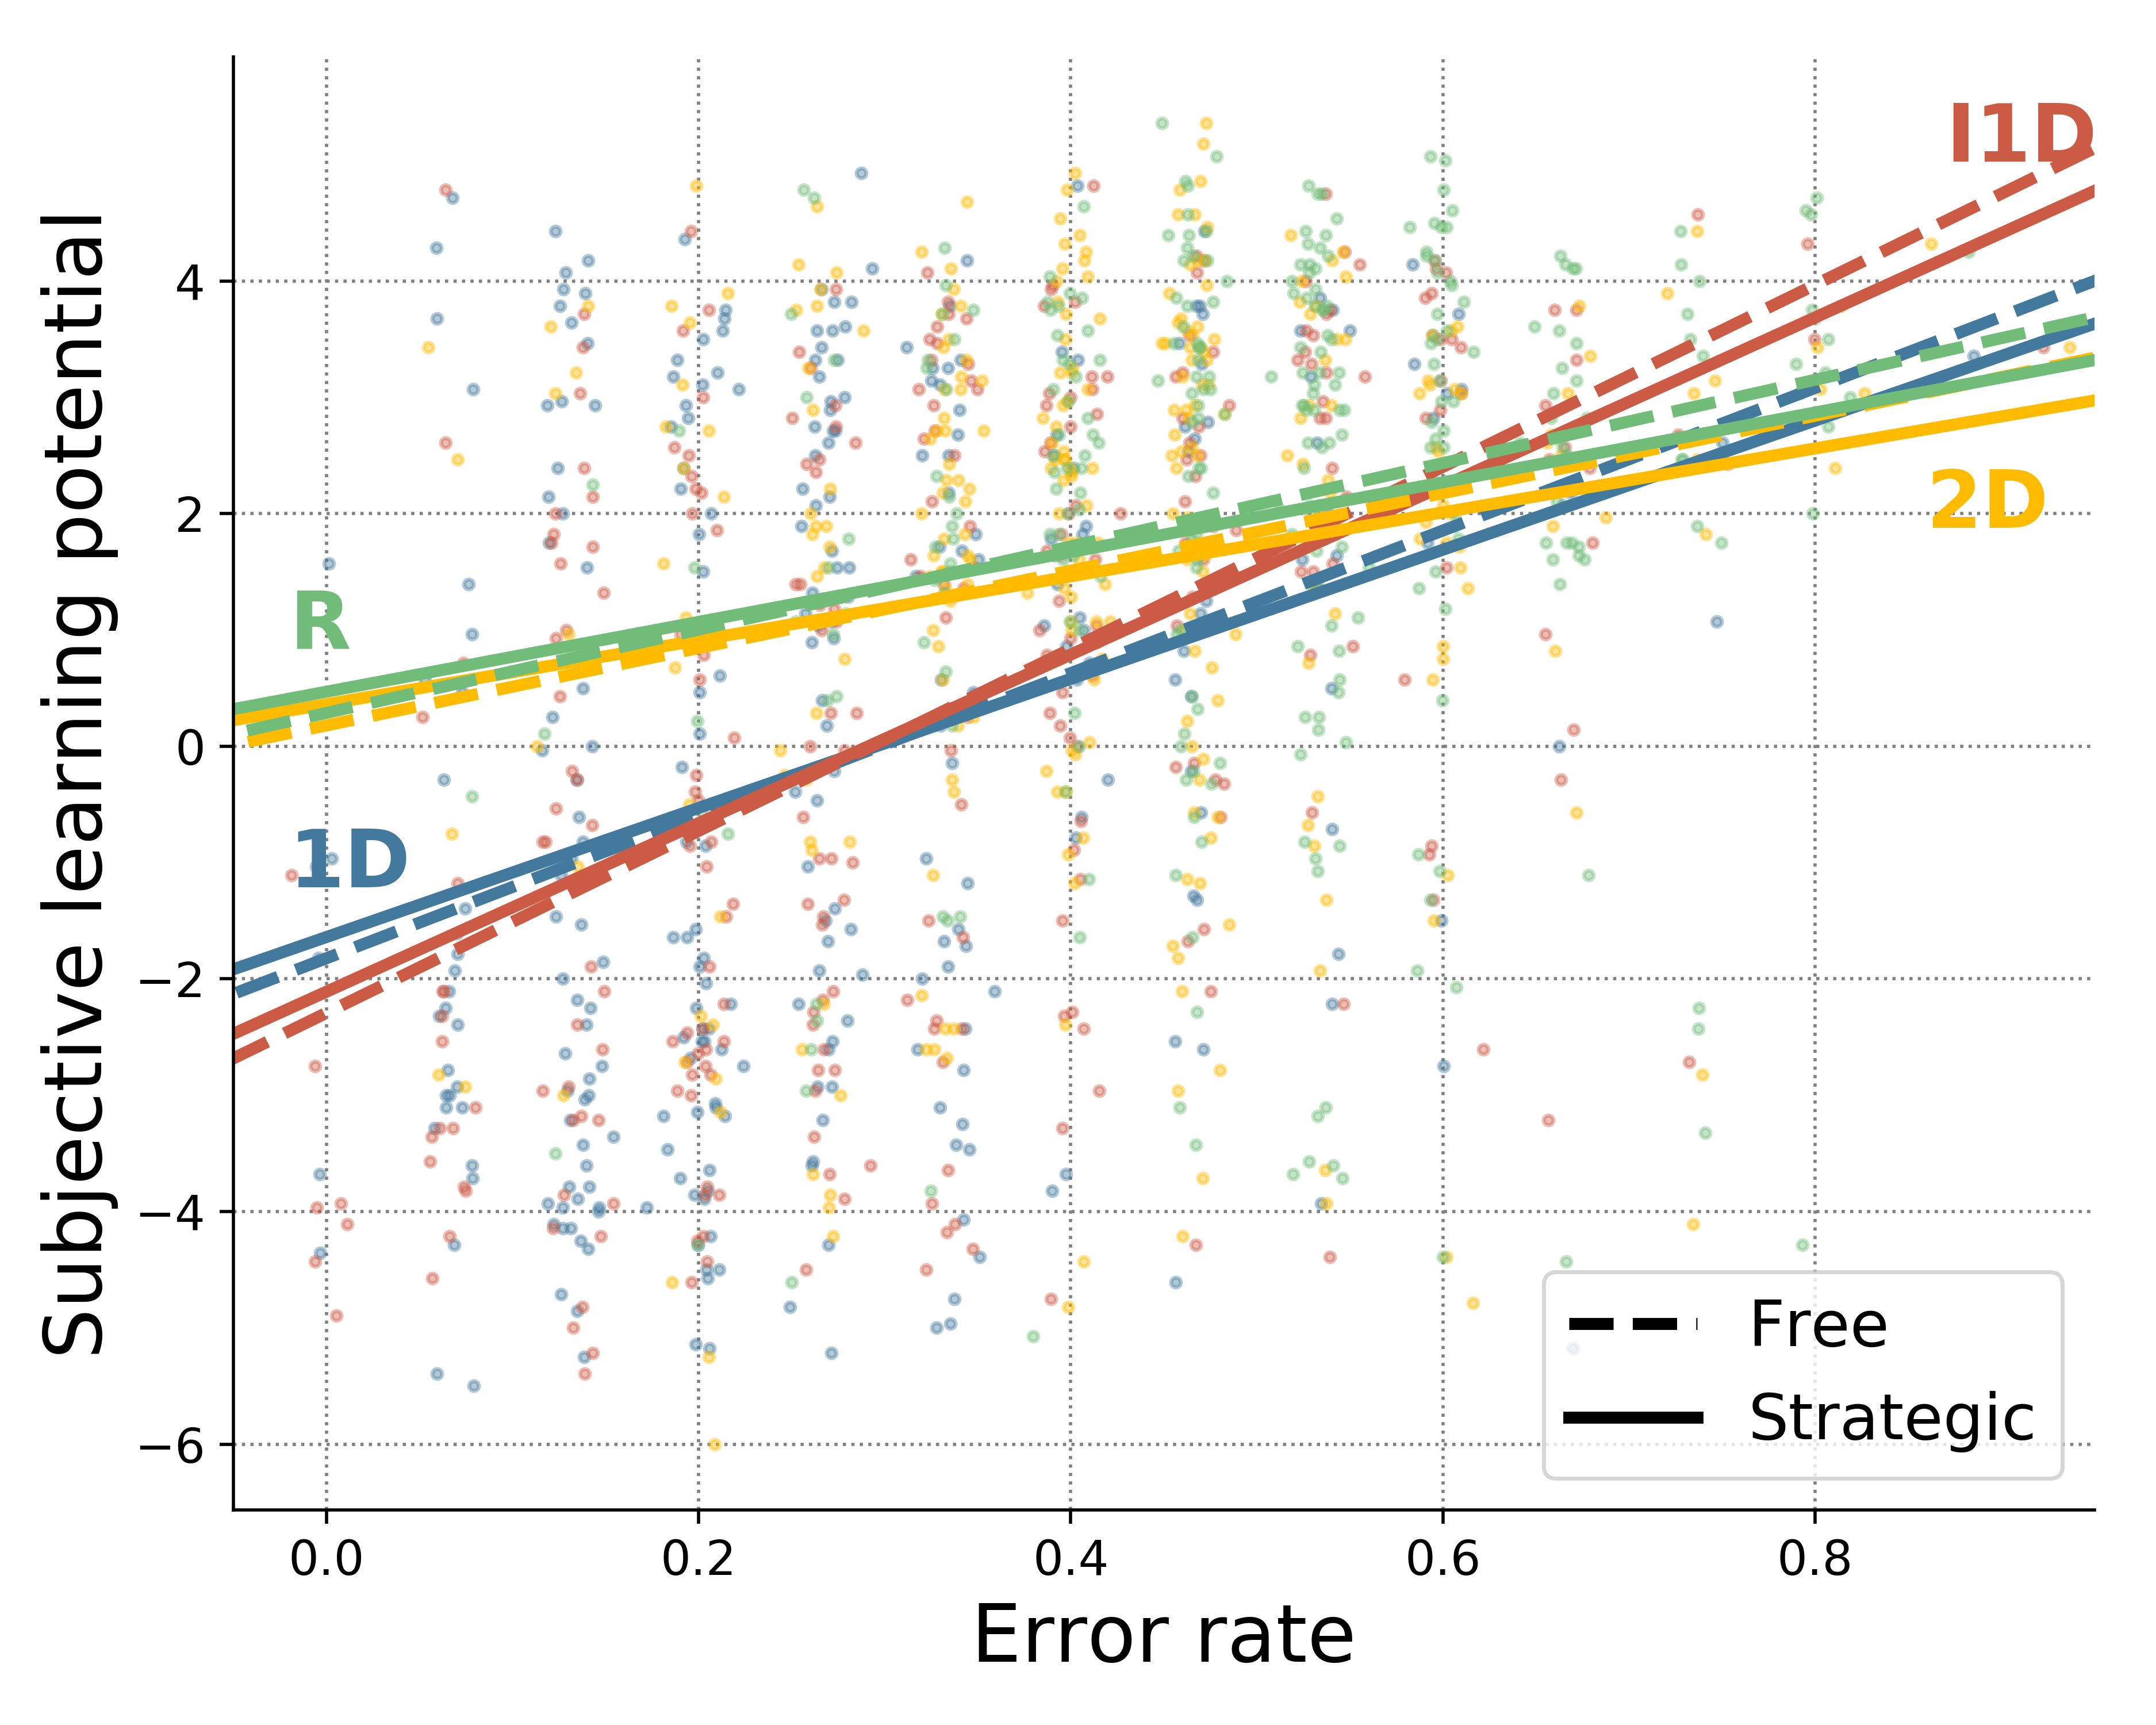 Subjective learning potential
4
2
0
−2
−4
−6
I1D
2D
R
1D
Free
Strategic
0.0 0.2 0.4 0.6 0.8
Error rate